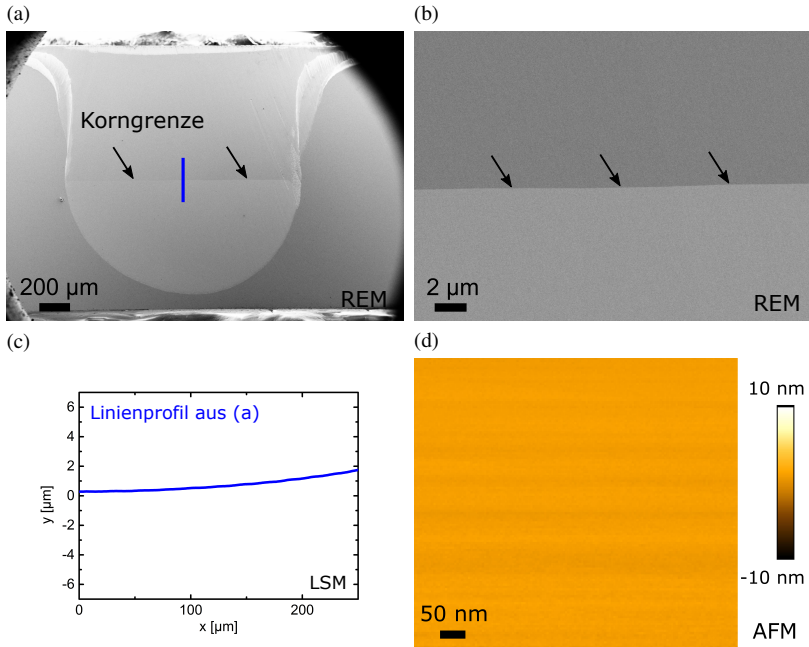 (a)
Korngrenze
200 µm
REM
(b)
2 µm
REM
(c)
6
4
2
0
-2
-4
-6
y [µm]
Linienprofil aus (a)
LSM
0
100
200
x [µm]
(d)
10 nm
-10 nm
50 nm
AFM